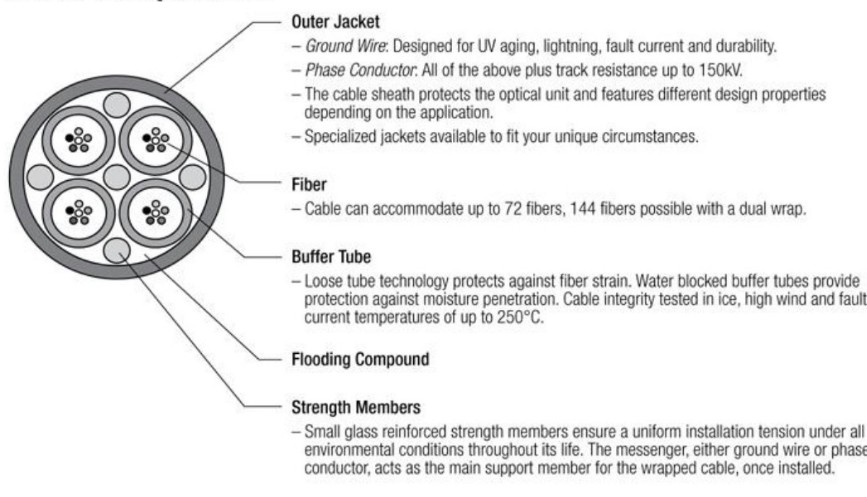 Outer Jacket
– Ground Wire: Designed for UV aging, lightning, fault current and durability.
– Phase Conductor: All of the above plus track resistance up to 150kV.
– The cable sheath protects the optical unit and features different design properties
depending on the application.
– Specialized jackets available to fit your unique circumstances.
Fiber
– Cable can accommodate up to 72 fibers, 144 fibers possible with a dual wrap.
Buffer Tube
– Loose tube technology protects against fiber strain. Water blocked buffer tubes provide
protection against moisture penetration. Cable integrity tested in ice, high wind and fault
current temperatures of up to 250°C.
Flooding Compound
Strength Members
– Small glass reinforced strength members ensure a uniform installation tension under all
environmental conditions throughout its life. The messenger, either ground wire or phase
conductor, acts as the main support member for the wrapped cable, once installed.